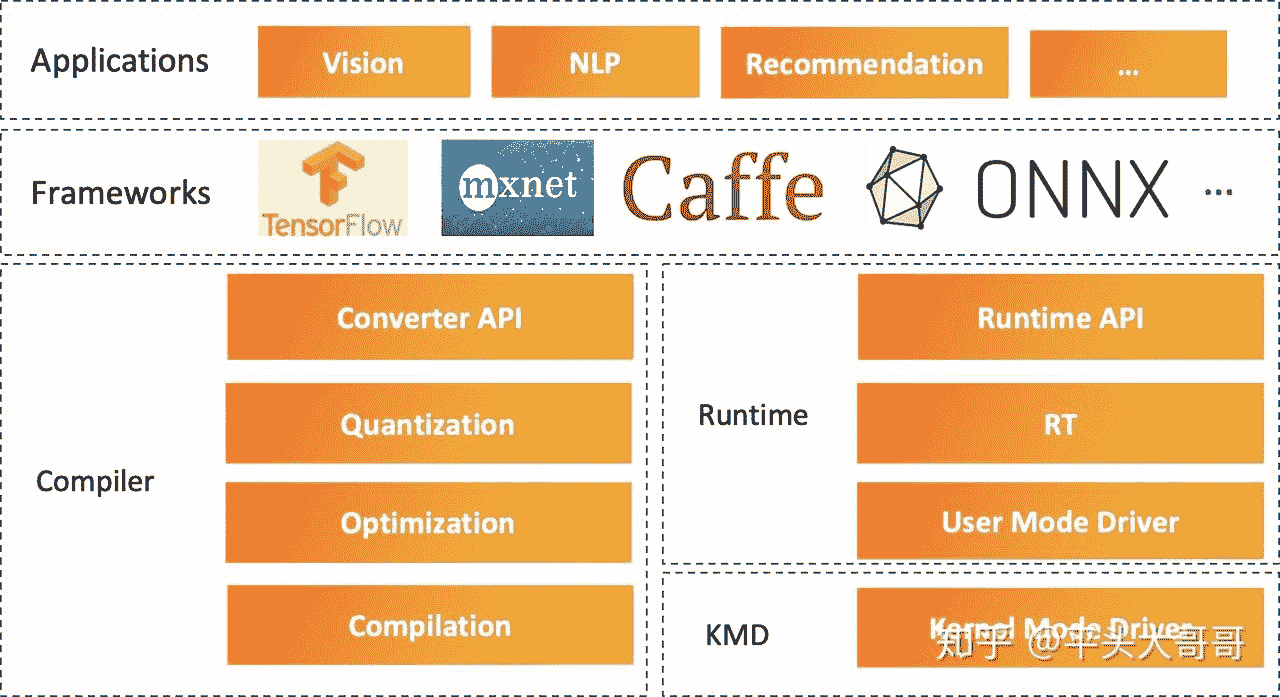 Applications
Vision
NLP
Recommendation
...
Frameworks
TensorFlow
mxnet
Caffe
ONNX
...
Compiler
Converter API
Quantization
Optimization
Compilation
Runtime
Runtime API
RT
User Mode Driver
KMD
Kernel Mode Driver
知乎 @平头大哥哥